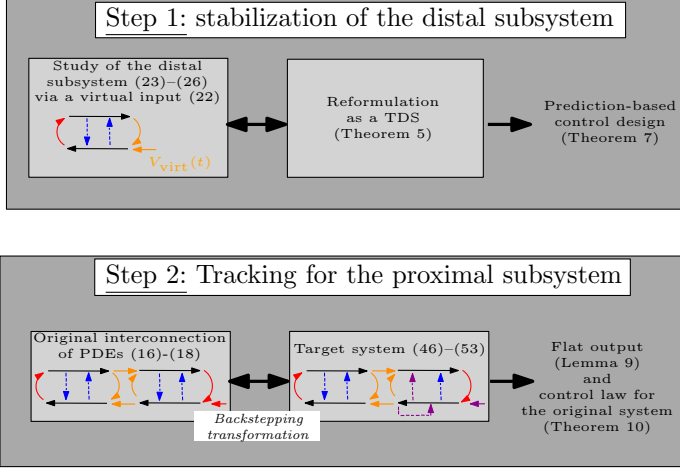 Step 1: stabilization of the distal subsystem
Study of the distal
subsystem (23)–(26)
via a virtual input (22)
V_virt(t)
Reformulation
as a TDS
(Theorem 5)
Prediction-based
control design
(Theorem 7)
Step 2: Tracking for the proximal subsystem
Original interconnection
of PDEs (16)-(18)
Target system (46)–(53)
Backstepping
transformation
Flat output
(Lemma 9)
and
control law for
the original system
(Theorem 10)